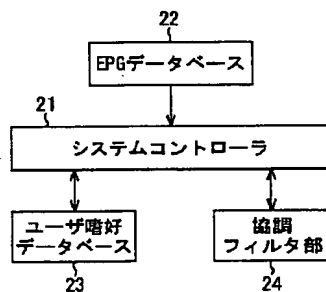 22
EPGデータベース
21
システムコントローラ
ユーザ嗜好
データベース
23
協調
フィルタ部
24